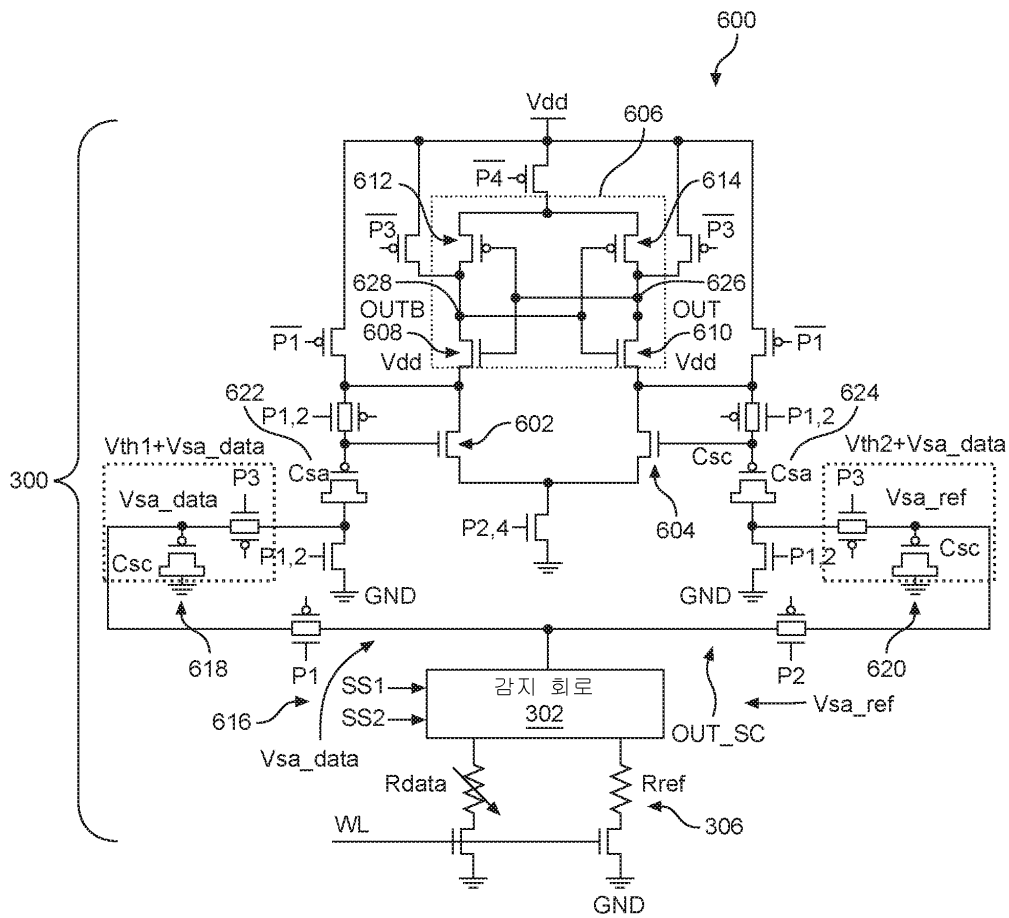 600
Vdd
606
P4
612
614
P3
P3
628
626
OUTB
OUT
608
610
P1
P1
Vdd
Vdd
622
624
P1,2
P1,2
602
Vth1+Vsa_data
Csa
Csc
Csa
Vth2+Vsa_data
300
Vsa_data
P3
P3
Vsa_ref
604
P2,4
Csc
P1,2
P1,2
Csc
GND
GND
618
P1
P2
620
616
SS1
SS2
감지 회로
302
Vsa_ref
OUT_SC
Vsa_data
Rdata
Rref
306
WL
GND